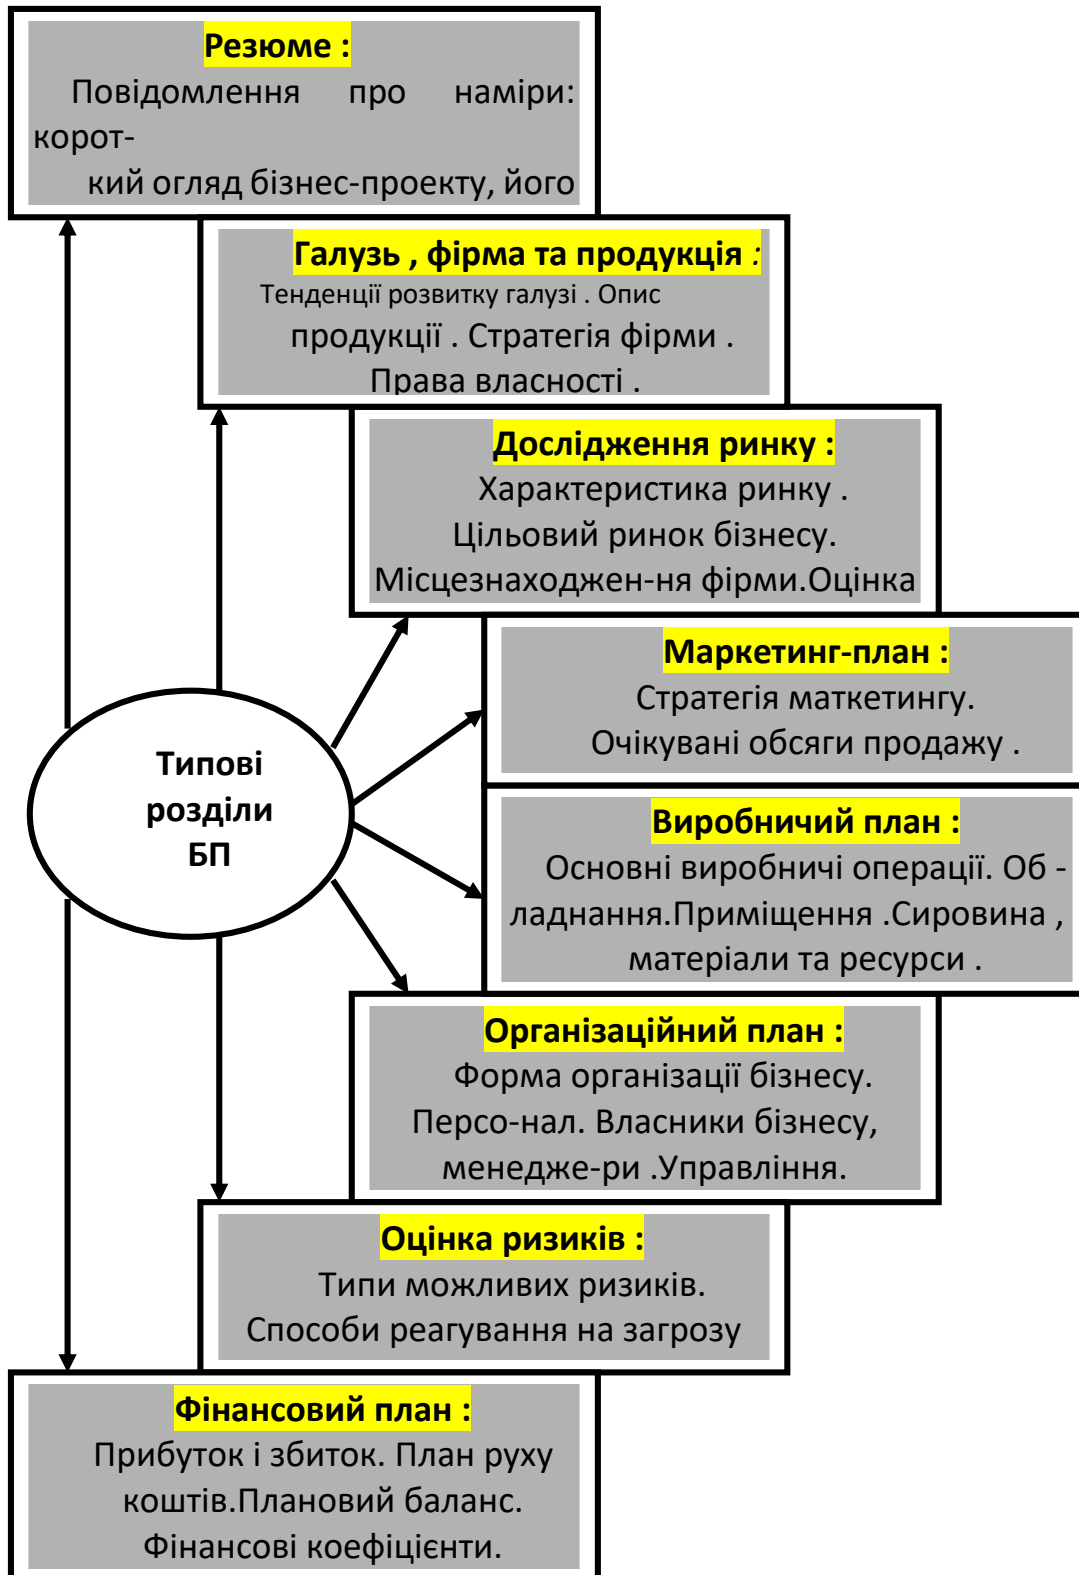 Резюме :
Повідомлення про наміри:
корот-
кий огляд бізнес-проекту, його
Галузь , фірма та продукція :
Тенденції розвитку галузі . Опис
продукції . Стратегія фірми .
Права власності .
Дослідження ринку :
Характеристика ринку .
Цільовий ринок бізнесу.
Місцезнаходжен-ня фірми.Оцінка
Маркетинг-план :
Стратегія маткетингу.
Очікувані обсяги продажу .
Типові
розділи
БП
Виробничий план :
Основні виробничі операції. Об -
ладнання.Приміщення .Сировина ,
матеріали та ресурси .
Організаційний план :
Форма організації бізнесу.
Персо-нал. Власники бізнесу,
менедже-ри .Управління.
Оцінка ризиків :
Типи можливих ризиків.
Способи реагування на загрозу
Фінансовий план :
Прибуток і збиток. План руху
коштів.Плановий баланс.
Фінансові коефіцієнти.